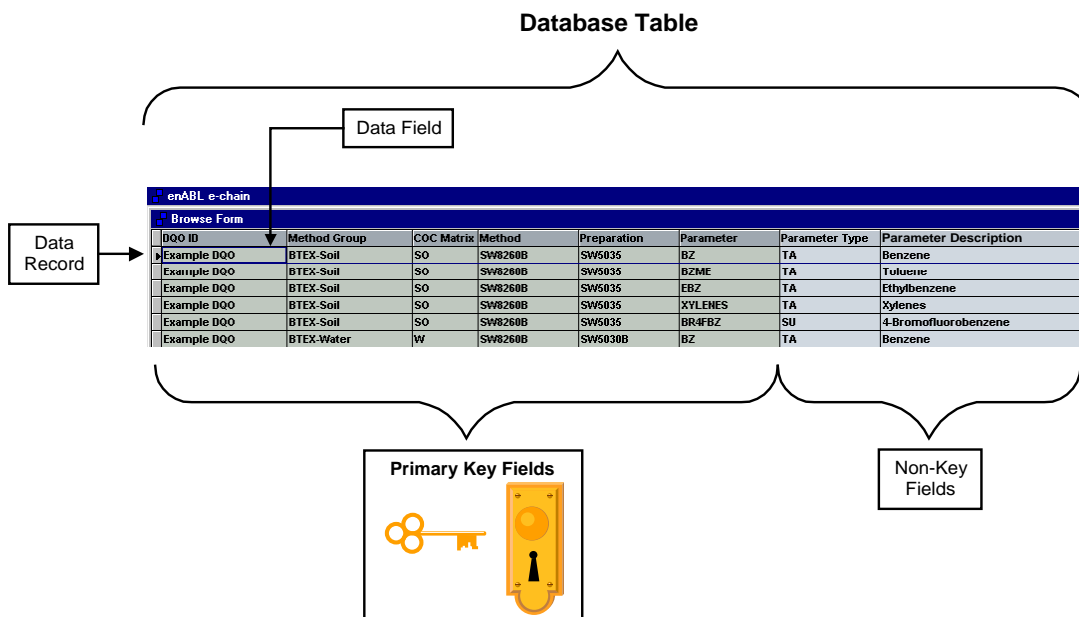 Database Table
Data Field
Data
Record
enABL e-chain
Browse Form
DQO ID Method Group COC Matrix Method Preparation Parameter Parameter Type Parameter Description
Example DQO BTEX-Soil SO SW8260B SW5035 BZ TA Benzene
Example DQO BTEX-Soil SO SW8260B SW5035 BZME TA Toluene
Example DQO BTEX-Soil SO SW8260B SW5035 EBZ TA Ethylbenzene
Example DQO BTEX-Soil SO SW8260B SW5035 XYLENES TA Xylenes
Example DQO BTEX-Soil SO SW8260B SW5035 BR4FBZ SU 4-Bromofluorobenzene
Example DQO BTEX-Water W SW8260B SW5030B BZ TA Benzene
Primary Key Fields
Non-Key
Fields